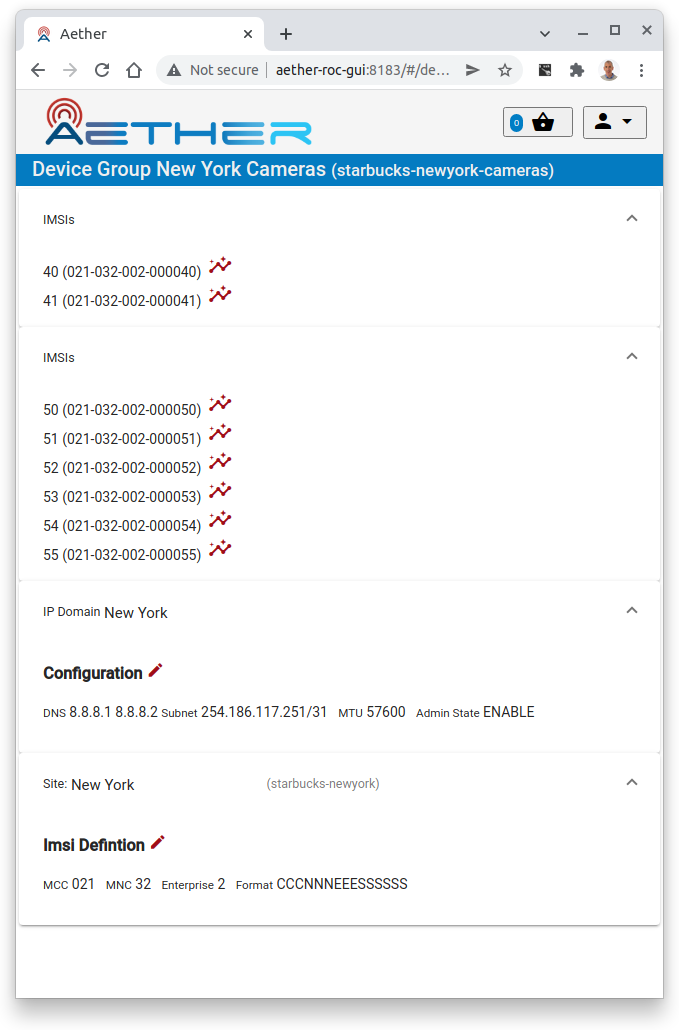 Aether
Not secure aether-roc-gui:8183/#/de...
AETHER
0
Device Group New York Cameras (starbucks-newyork-cameras)
IMSIs
40 (021-032-002-000040)
41 (021-032-002-000041)
IMSIs
50 (021-032-002-000050)
51 (021-032-002-000051)
52 (021-032-002-000052)
53 (021-032-002-000053)
54 (021-032-002-000054)
55 (021-032-002-000055)
IP Domain New York
Configuration
DNS 8.8.8.1 8.8.8.2 Subnet 254.186.117.251/31 MTU 57600 Admin State ENABLE
Site: New York (starbucks-newyork)
Imsi Defintion
MCC 021 MNC 32 Enterprise 2 Format CCCNNNEEESSSSSS